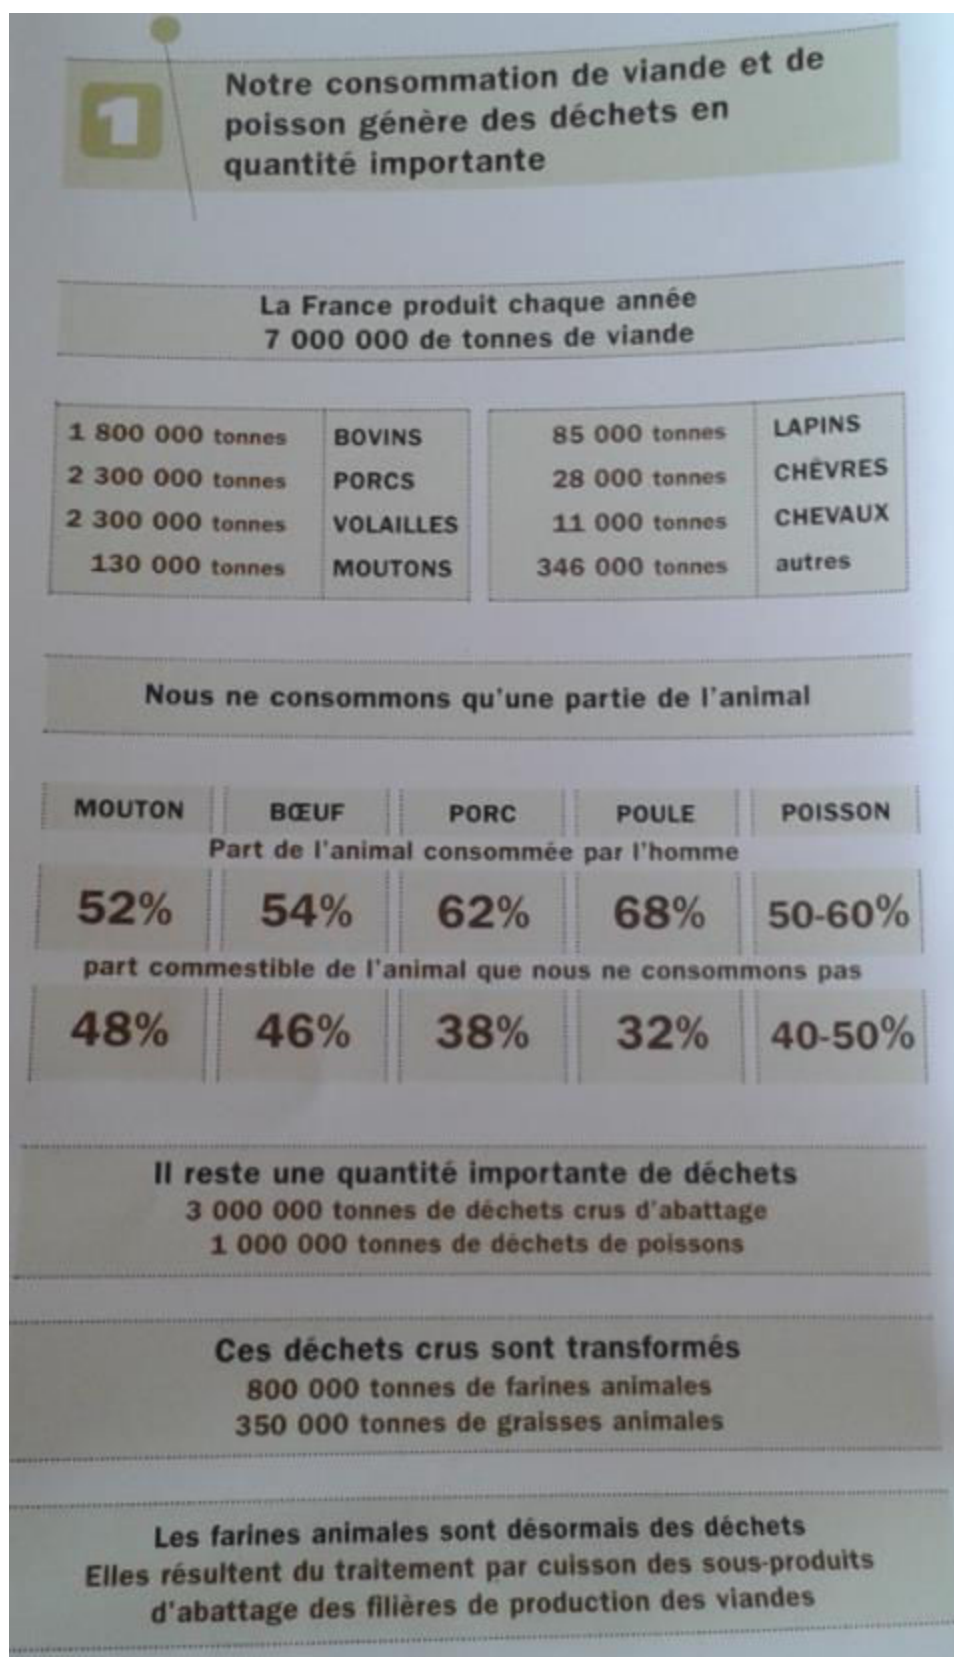 1
Notre consommation de viande et de
poisson génère des déchets en
quantité importante
La France produit chaque année
7 000 000 de tonnes de viande
1 800 000 tonnes BOVINS
2 300 000 tonnes PORCS
2 300 000 tonnes VOLAILLES
130 000 tonnes MOUTONS
85 000 tonnes LAPINS
28 000 tonnes CHÈVRES
11 000 tonnes CHEVAUX
346 000 tonnes autres
Nous ne consommons qu'une partie de l'animal
MOUTON BŒUF PORC POULE POISSON
Part de l'animal consommée par l'homme
52% 54% 62% 68% 50-60%
part commestible de l'animal que nous ne consommons pas
48% 46% 38% 32% 40-50%
Il reste une quantité importante de déchets
3 000 000 tonnes de déchets crus d'abattage
1 000 000 tonnes de déchets de poissons
Ces déchets crus sont transformés
800 000 tonnes de farines animales
350 000 tonnes de graisses animales
Les farines animales sont désormais des déchets
Elles résultent du traitement par cuisson des sous-produits
d'abattage des filières de production des viandes